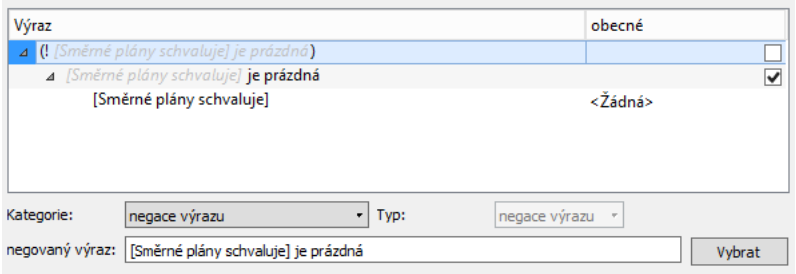 Výraz obecné
(! [Směrné plány schvaluje] je prázdná)
[Směrné plány schvaluje] je prázdná
[Směrné plány schvaluje] <Žádná>
Kategorie: negace výrazu Typ: negace výrazu
negovaný výraz: [Směrné plány schvaluje] je prázdná Vybrat